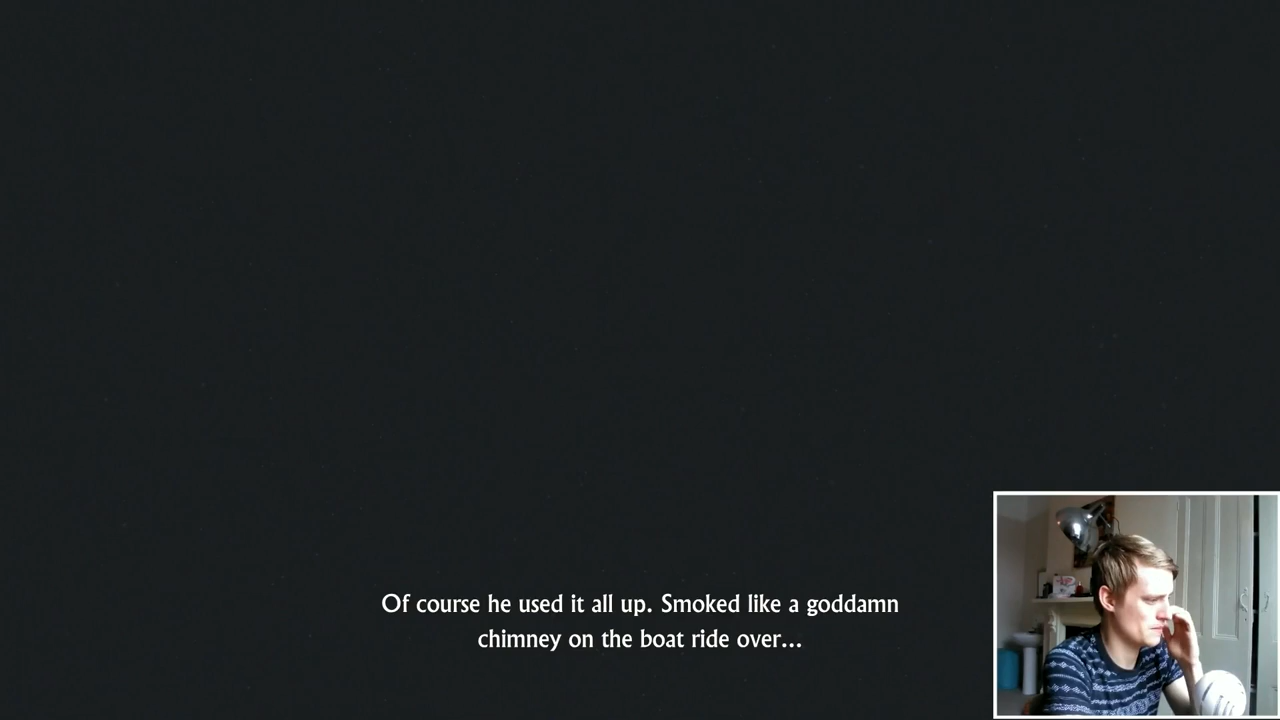 Of course he used it all up. Smoked like a goddamn
chimney on the boat ride over...